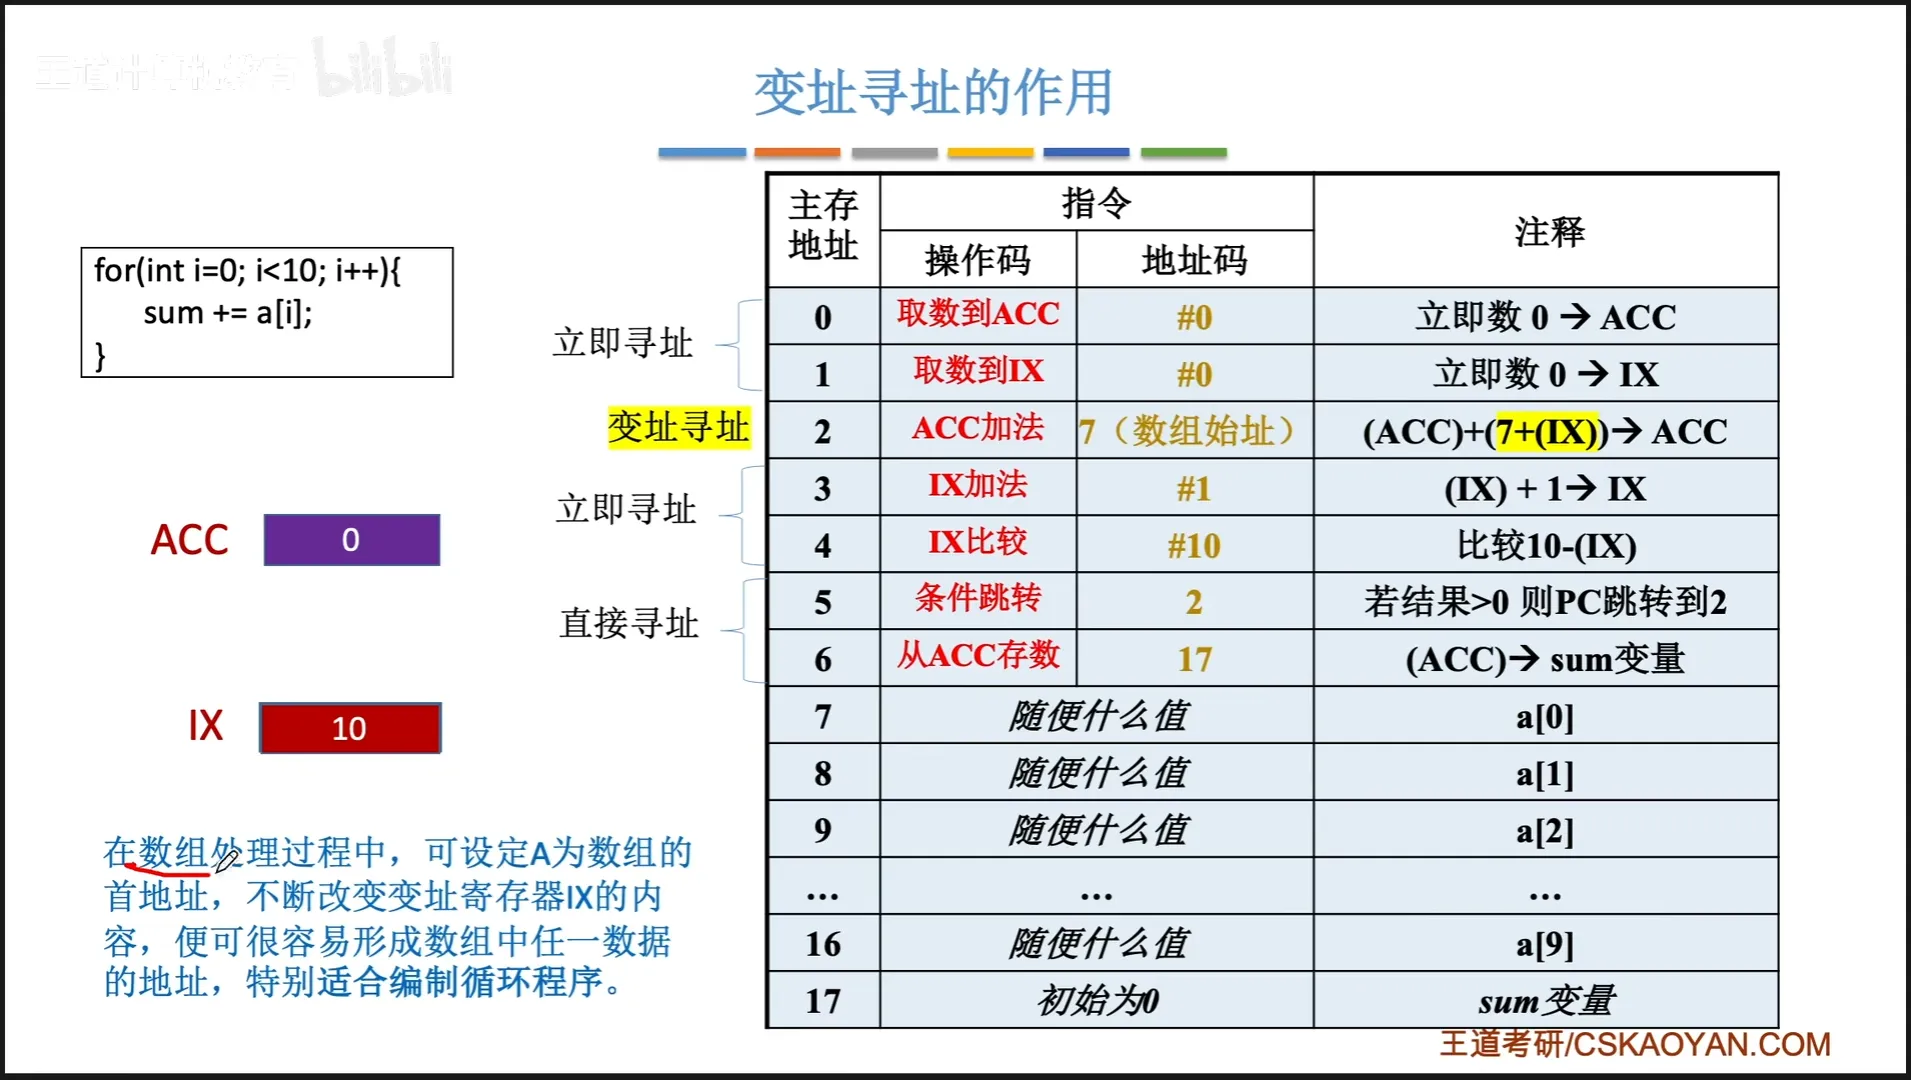 王道计算机教育 bilibili
变址寻址的作用
for(int i=0; i<10; i++){
sum += a[i];
}
ACC 0
IX 10
在数组处理过程中，可设定A为数组的
首地址，不断改变变址寄存器IX的内
容，便可很容易形成数组中任一数据
的地址，特别适合编制循环程序。
立即寻址
变址寻址
立即寻址
直接寻址
主存地址 指令 注释
操作码 地址码
0 取数到ACC #0 立即数 0 → ACC
1 取数到IX #0 立即数 0 → IX
2 ACC加法 7（数组始址） (ACC)+(7+(IX))→ ACC
3 IX加法 #1 (IX) + 1→ IX
4 IX比较 #10 比较10-(IX)
5 条件跳转 2 若结果>0 则PC跳转到2
6 从ACC存数 17 (ACC)→ sum变量
7 随便什么值 a[0]
8 随便什么值 a[1]
9 随便什么值 a[2]
... ... ...
16 随便什么值 a[9]
17 初始为0 sum变量
王道考研/CSKAOYAN.COM